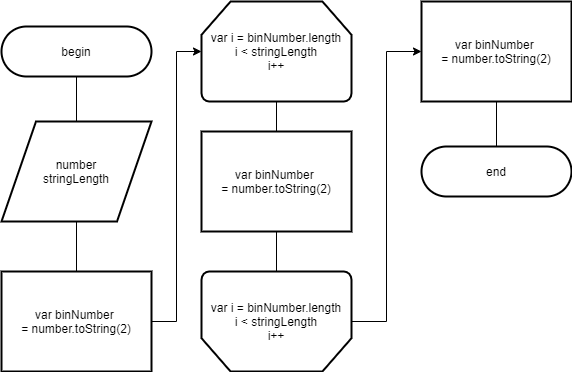 begin
number
stringLength
var binNumber
= number.toString(2)
var i = binNumber.length
i < stringLength
i++
var binNumber
= number.toString(2)
var i = binNumber.length
i < stringLength
i++
var binNumber
= number.toString(2)
end